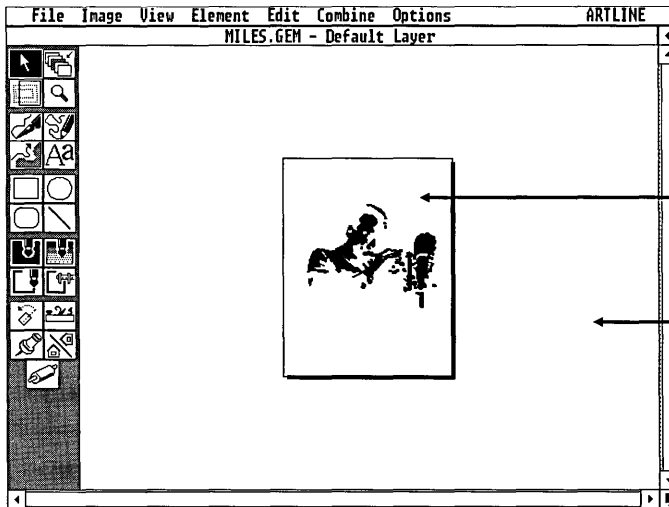 File Image View Element Edit Combine Options ARTLINE
MILES.GEM - Default Layer
Aa